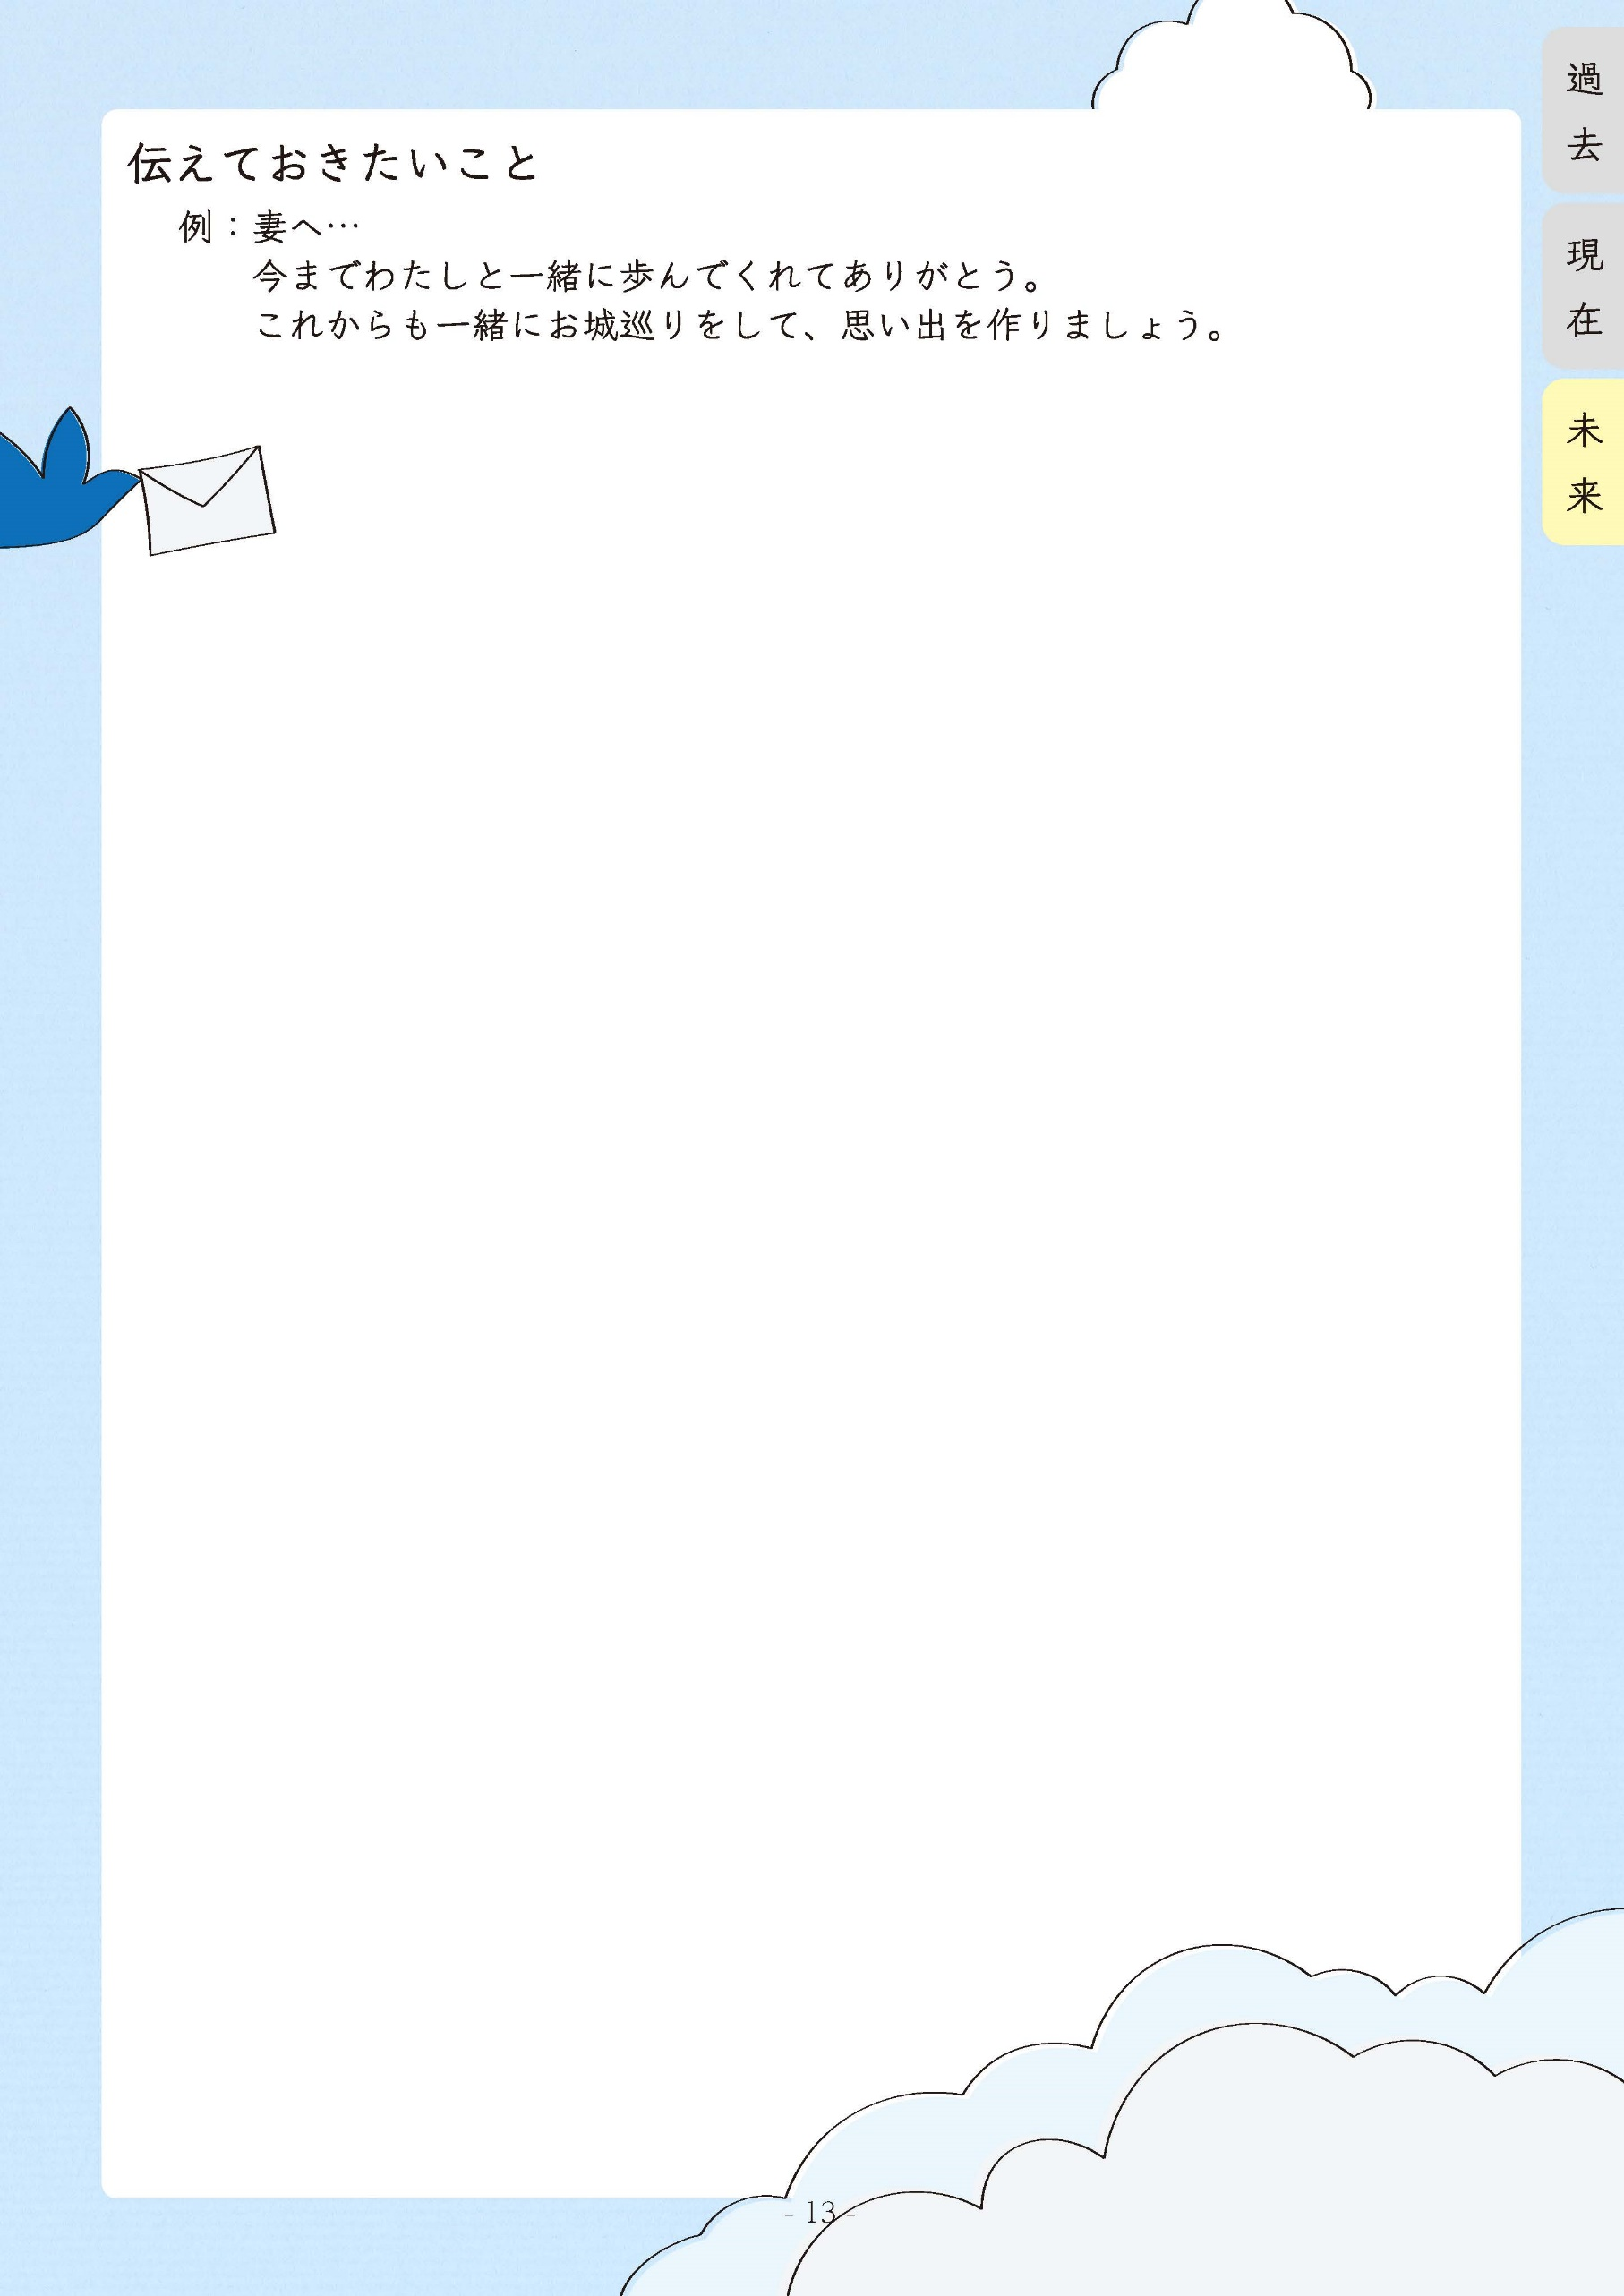 伝えておきたいこと
例：妻へ…
今までわたしと一緒に歩んでくれてありがとう。
これからも一緒にお城巡りをして、思い出を作りましょう。
過去
現在
未来
- 13 -